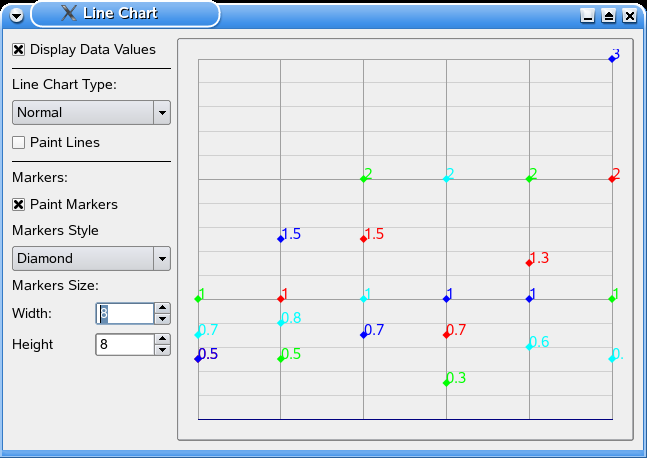 Line Chart
Display Data Values
Line Chart Type:
Normal
Paint Lines
Markers:
Paint Markers
Markers Style
Diamond
Markers Size:
Width: 8
Height 8
3
2 2 2 2
1.5 1.5
1.3
1 1 1 1 1 1
0.7 0.8
0.7 0.7
0.6
0.5 0.5 0.
0.3